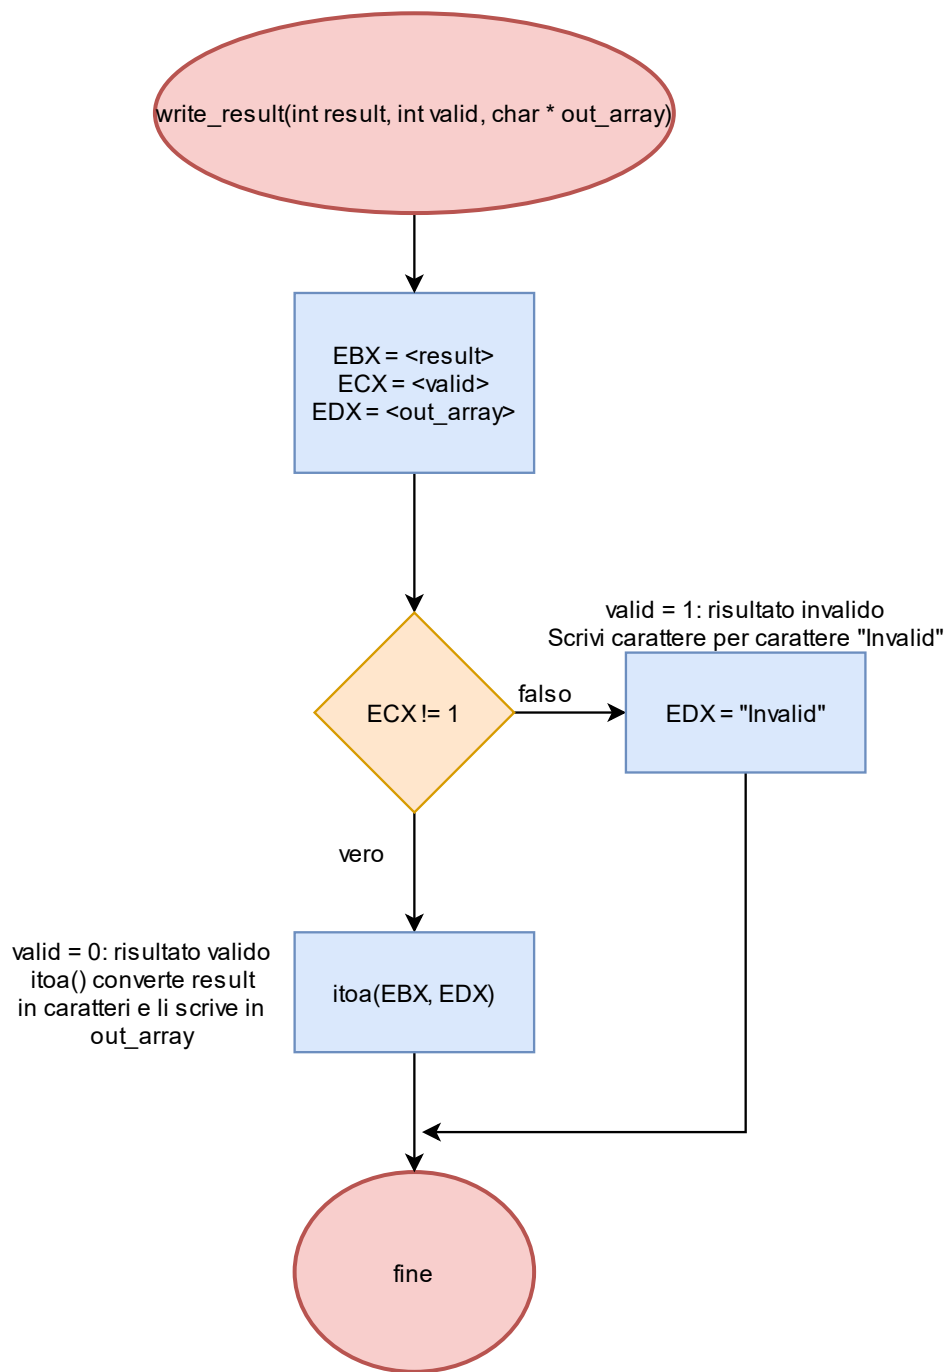 write_result(int result, int valid, char * out_array)
EBX = <result>
ECX = <valid>
EDX = <out_array>
ECX != 1
falso
valid = 1: risultato invalido
Scrivi carattere per carattere "Invalid"
EDX = "Invalid"
vero
valid = 0: risultato valido
itoa() converte result
in caratteri e li scrive in
out_array
itoa(EBX, EDX)
fine